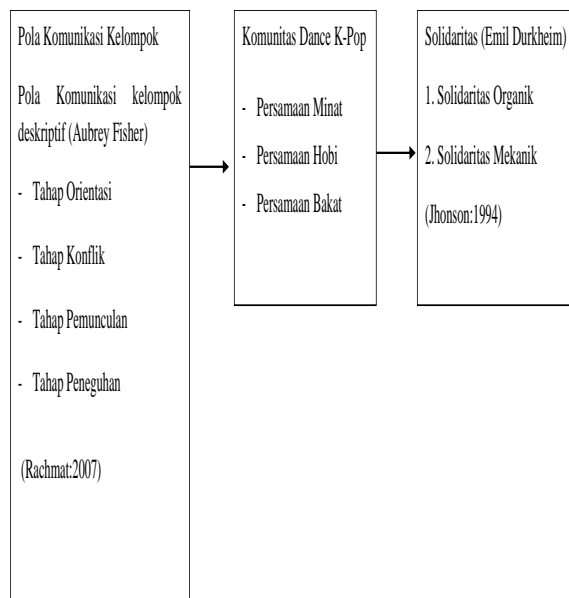 Pola Komunikasi Kelompok
Pola Komunikasi kelompok
deskriptif (Aubrey Fisher)
- Tahap Orientasi
- Tahap Konflik
- Tahap Pemunculan
- Tahap Peneguhan
(Rachmat:2007)
Komunitas Dance K-Pop
- Persamaan Minat
- Persamaan Hobi
- Persamaan Bakat
Solidaritas (Emil Durkheim)
1. Solidaritas Organik
2. Solidaritas Mekanik
(Jhonson:1994)